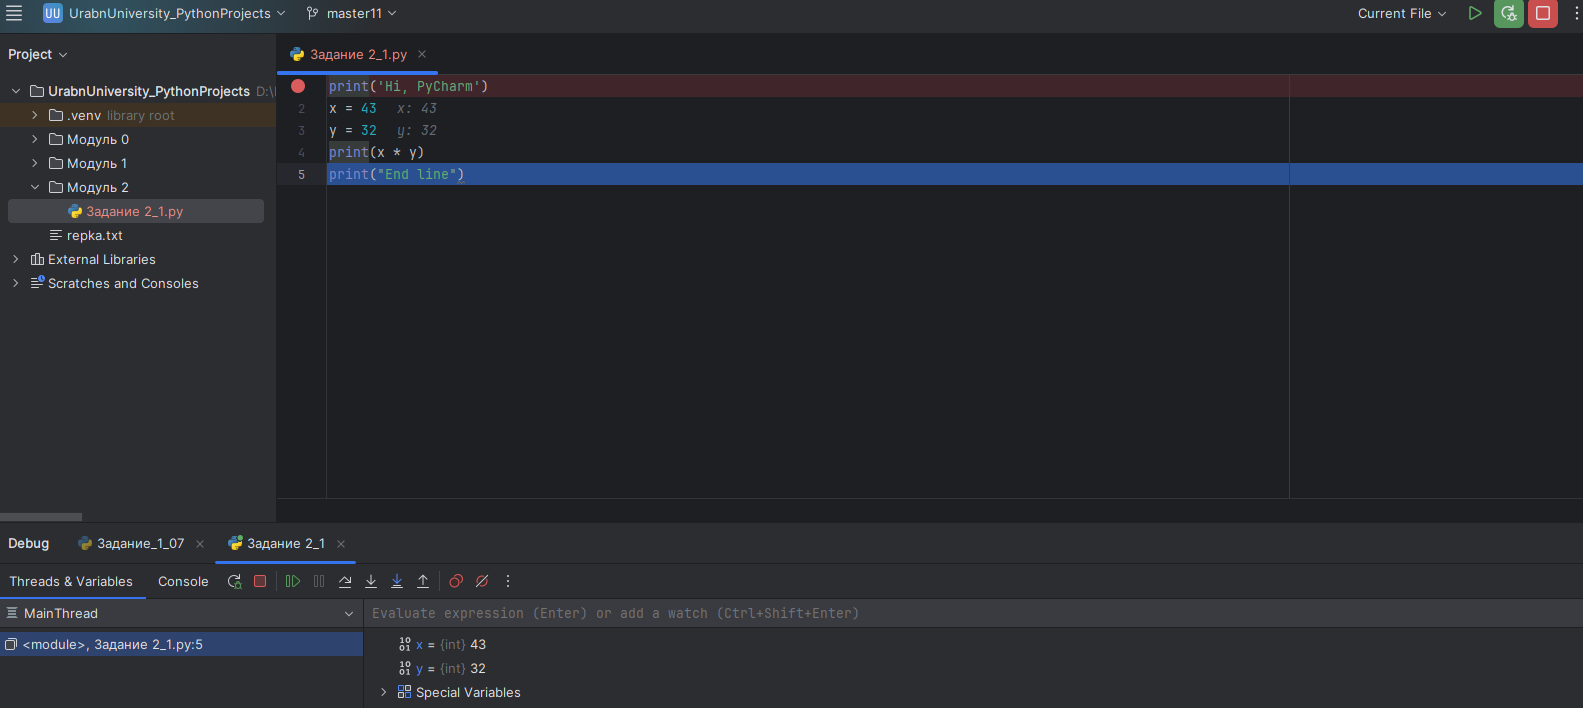 UU UrabnUniversity_PythonProjects master11 Current File
Project
Задание 2_1.py
UrabnUniversity_PythonProjects D:\
.venv library root
Модуль 0
Модуль 1
Модуль 2
Задание 2_1.py
repka.txt
External Libraries
Scratches and Consoles
print('Hi, PyCharm')
2 x = 43 x: 43
3 y = 32 y: 32
4 print(x * y)
5 print("End line")
Debug Задание_1_07 Задание 2_1
Threads & Variables Console
MainThread
Evaluate expression (Enter) or add a watch (Ctrl+Shift+Enter)
<module>, Задание 2_1.py:5
x = {int} 43
y = {int} 32
Special Variables